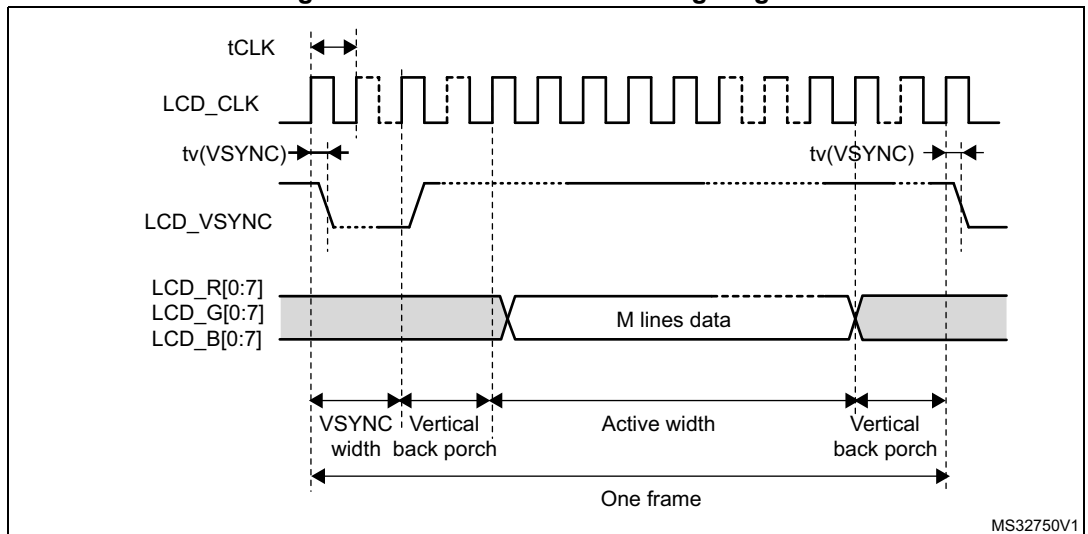 tCLK
LCD_CLK
tv(VSYNC)
tv(VSYNC)
LCD_VSYNC
LCD_R[0:7]
LCD_G[0:7]
LCD_B[0:7]
M lines data
VSYNC width
Vertical back porch
Active width
Vertical back porch
One frame
MS32750V1